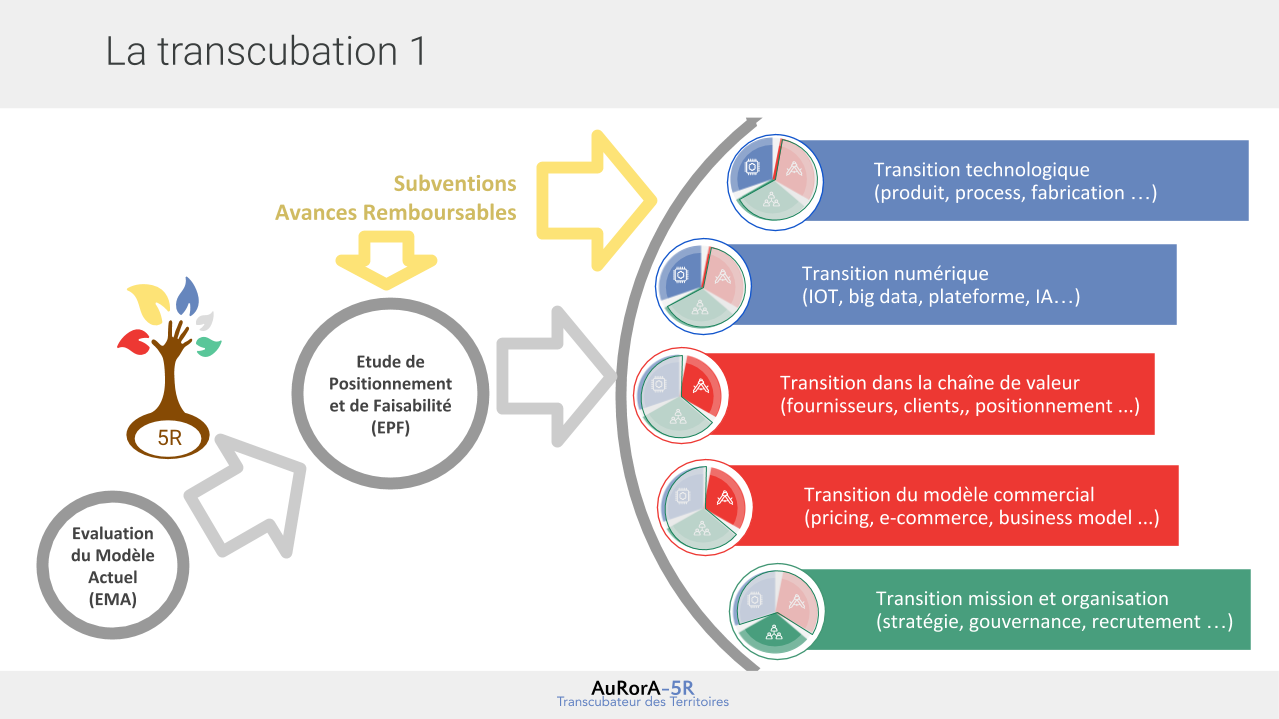 La transcubation 1
Subventions
Avances Remboursables
5R
Evaluation
du Modèle
Actuel
(EMA)
Etude de
Positionnement
et de Faisabilité
(EPF)
Transition technologique
(produit, process, fabrication …)
Transition numérique
(IOT, big data, plateforme, IA…)
Transition dans la chaîne de valeur
(fournisseurs, clients,, positionnement ...)
Transition du modèle commercial
(pricing, e-commerce, business model ...)
Transition mission et organisation
(stratégie, gouvernance, recrutement …)
AuRorA-5R
Transcubateur des Territoires